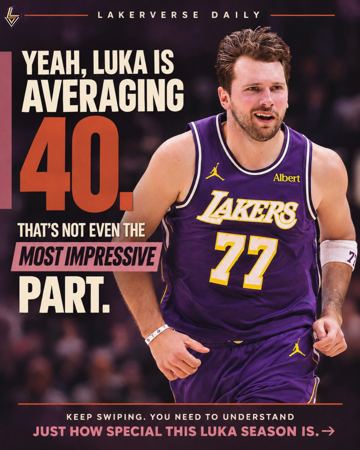 LAKERVERSE DAILY
YEAH, LUKA IS
AVERAGING
40.
THAT'S NOT EVEN THE
MOST IMPRESSIVE
PART.
Albert
LAKERS
77
7
KEEP SWIPING. YOU NEED TO UNDERSTAND
JUST HOW SPECIAL THIS LUKA SEASON IS. →